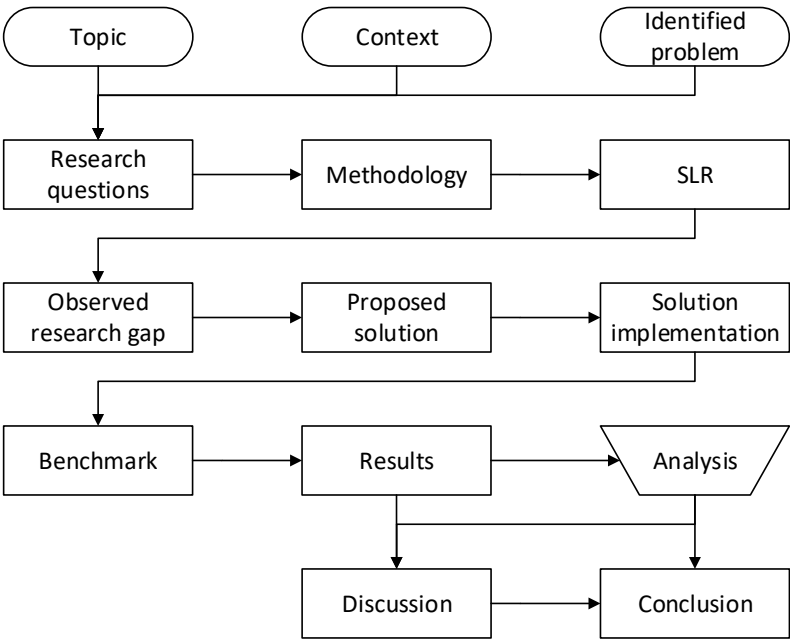 Topic
Context
Identified
problem
Research
questions
Methodology
SLR
Observed
research gap
Proposed
solution
Solution
implementation
Benchmark
Results
Analysis
Discussion
Conclusion